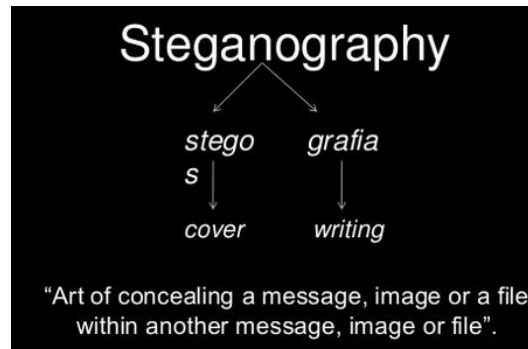 Steganography
stego grafia
s
cover writing
“Art of concealing a message, image or a file
within another message, image or file”.